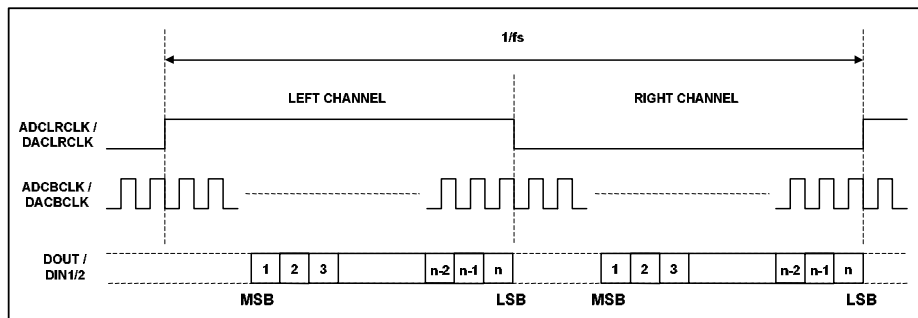 1/fs
LEFT CHANNEL
RIGHT CHANNEL
ADCLRCLK /
DACLRCLK
ADCBCLK /
DACBCLK
DOUT /
DIN1/2
1 2 3 n-2 n-1 n 1 2 3 n-2 n-1 n
MSB LSB MSB LSB